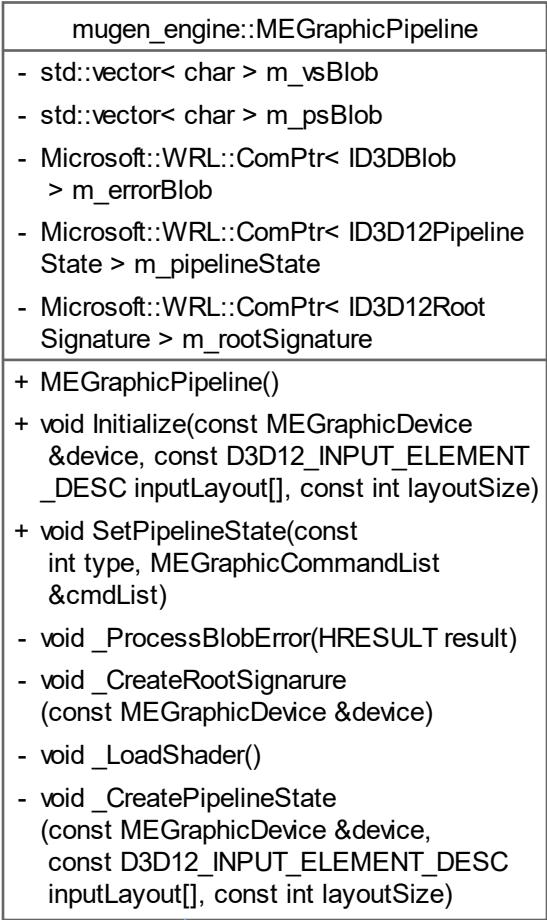 mugen_engine::MEGraphicPipeline
- std::vector< char > m_vsBlob
- std::vector< char > m_psBlob
- Microsoft::WRL::ComPtr< ID3DBlob
> m_errorBlob
- Microsoft::WRL::ComPtr< ID3D12Pipeline
State > m_pipelineState
- Microsoft::WRL::ComPtr< ID3D12Root
Signature > m_rootSignature
+ MEGraphicPipeline()
+ void Initialize(const MEGraphicDevice
&device, const D3D12_INPUT_ELEMENT
_DESC inputLayout[], const int layoutSize)
+ void SetPipelineState(const
int type, MEGraphicCommandList
&cmdList)
- void _ProcessBlobError(HRESULT result)
- void _CreateRootSignarure
(const MEGraphicDevice &device)
- void _LoadShader()
- void _CreatePipelineState
(const MEGraphicDevice &device,
const D3D12_INPUT_ELEMENT_DESC
inputLayout[], const int layoutSize)